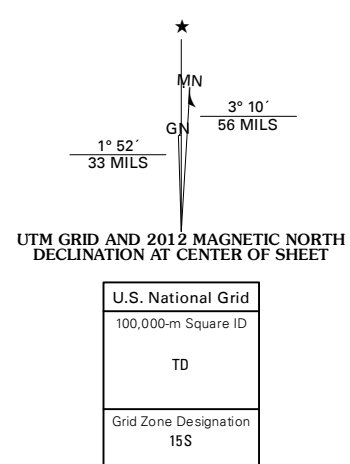 ★
MN
GN
3° 10´
56 MILS
1° 52´
33 MILS
UTM GRID AND 2012 MAGNETIC NORTH
DECLINATION AT CENTER OF SHEET
U.S. National Grid
100,000-m Square ID
TD
Grid Zone Designation
15S